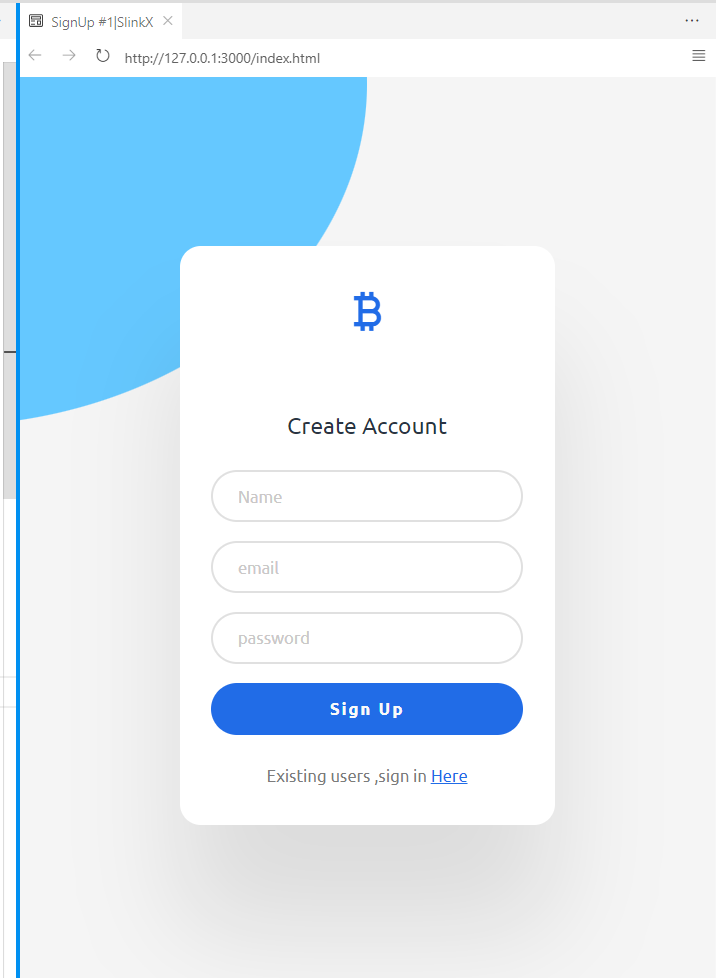 SignUp #1|SlinkX
http://127.0.0.1:3000/index.html
Create Account
Name
email
password
Sign Up
Existing users ,sign in Here